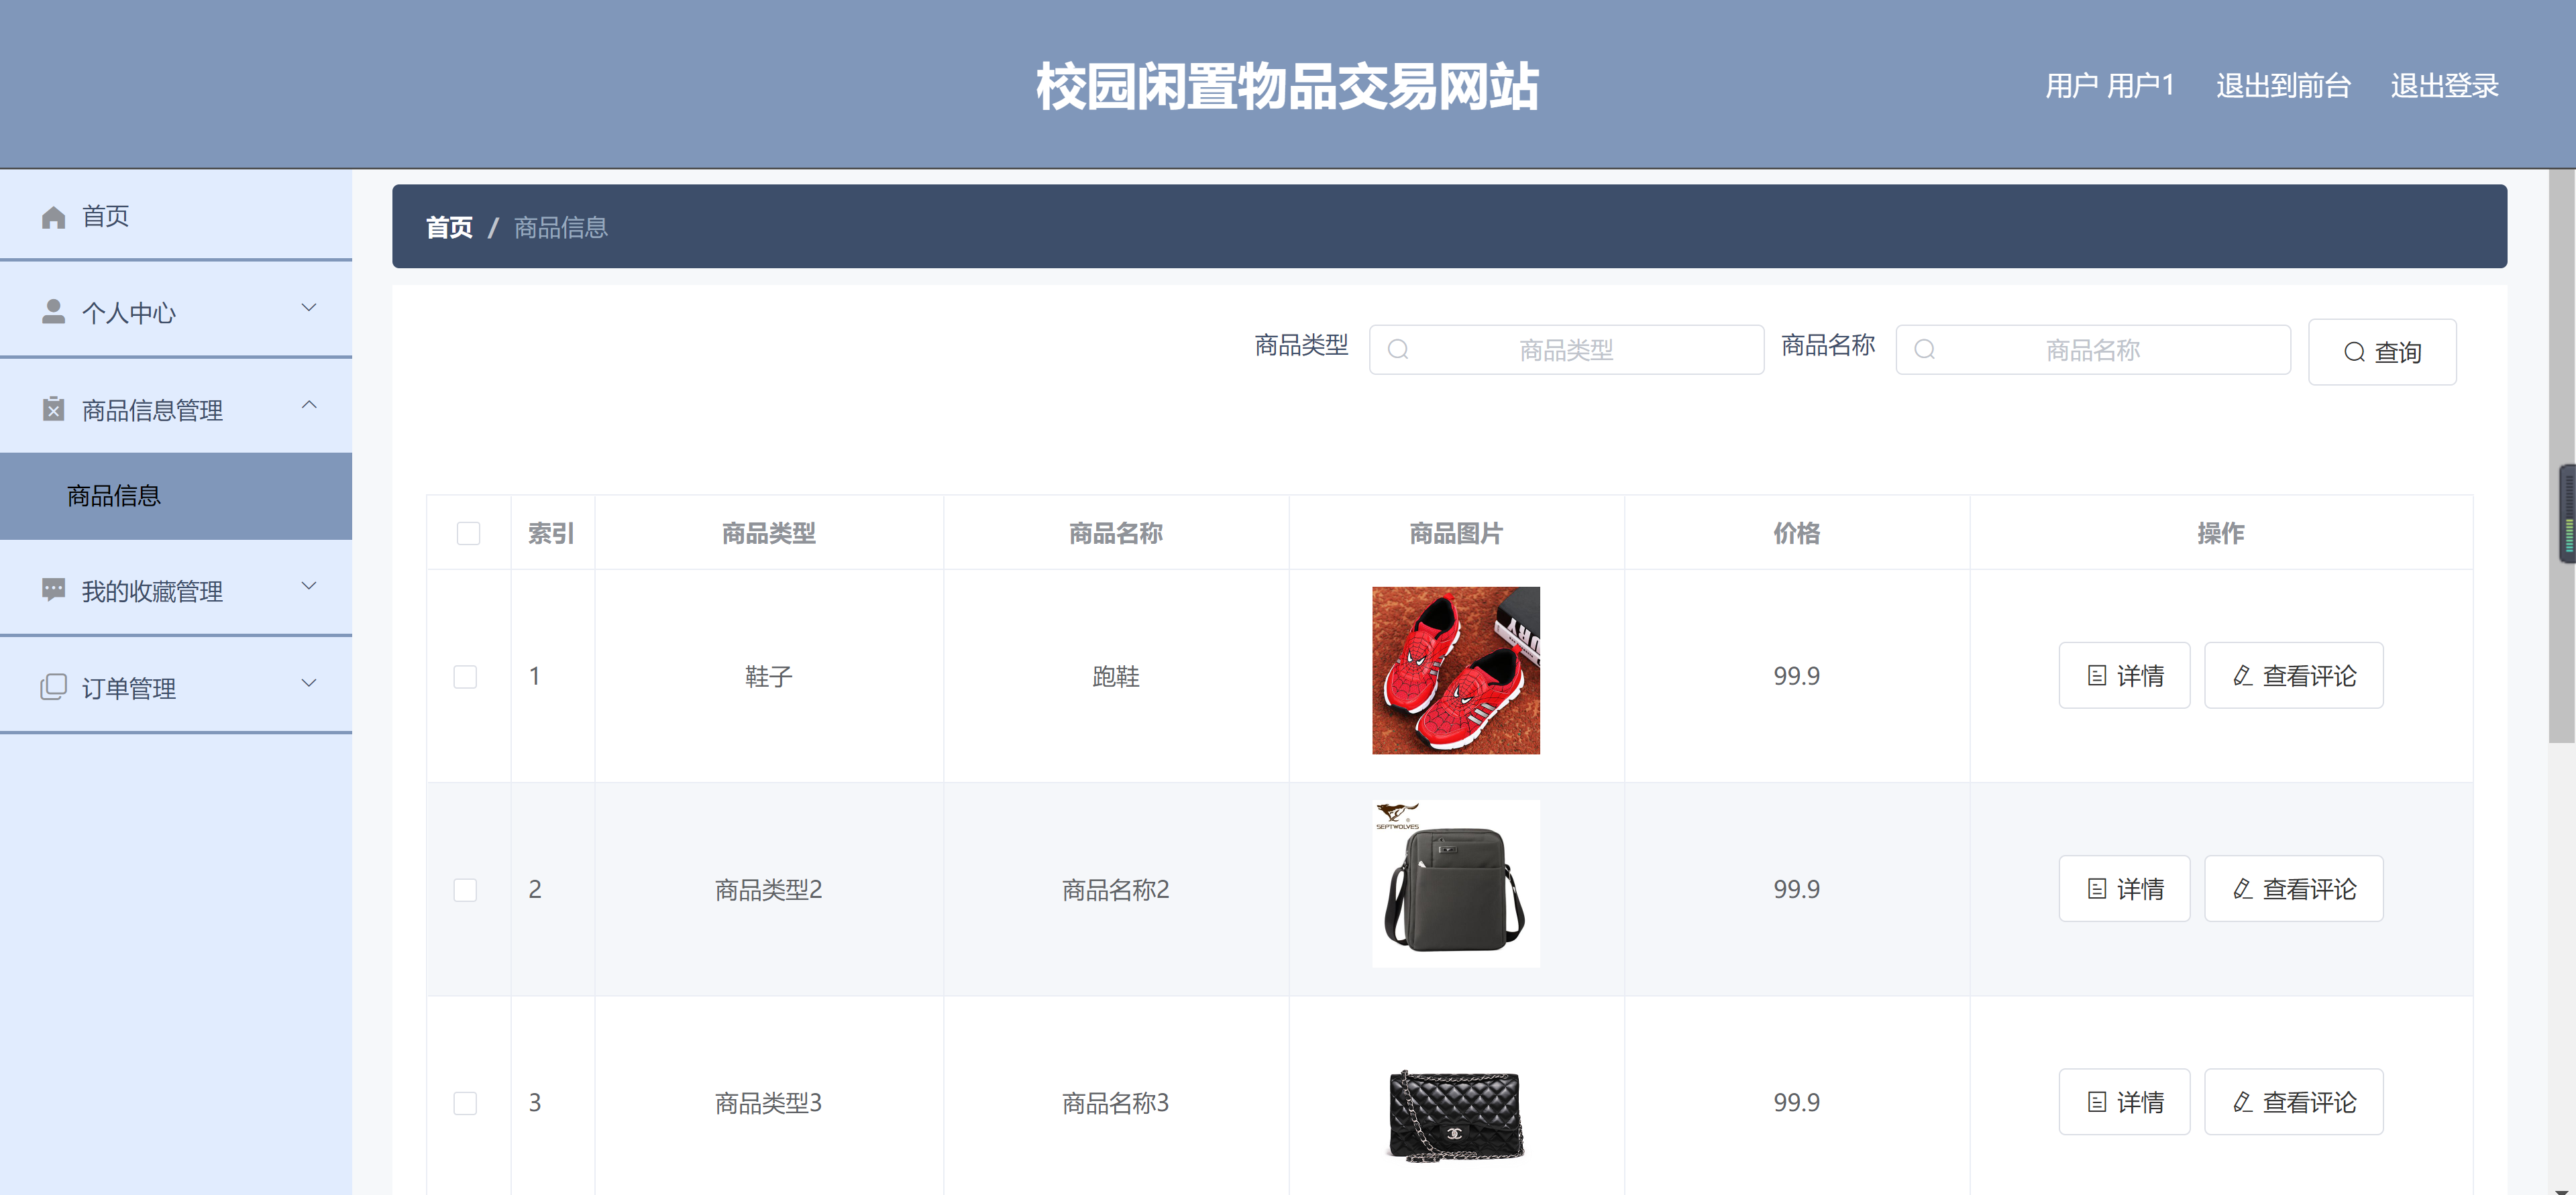 校园闲置物品交易网站
用户 用户1 退出到前台 退出登录
首页
个人中心
商品信息管理
商品信息
我的收藏管理
订单管理
首页 / 商品信息
商品类型 商品类型 商品名称 商品名称 查询
索引 商品类型 商品名称 商品图片 价格 操作
1 鞋子 跑鞋 99.9 详情 查看评论
SEPTWOLVES
2 商品类型2 商品名称2 99.9 详情 查看评论
3 商品类型3 商品名称3 99.9 详情 查看评论